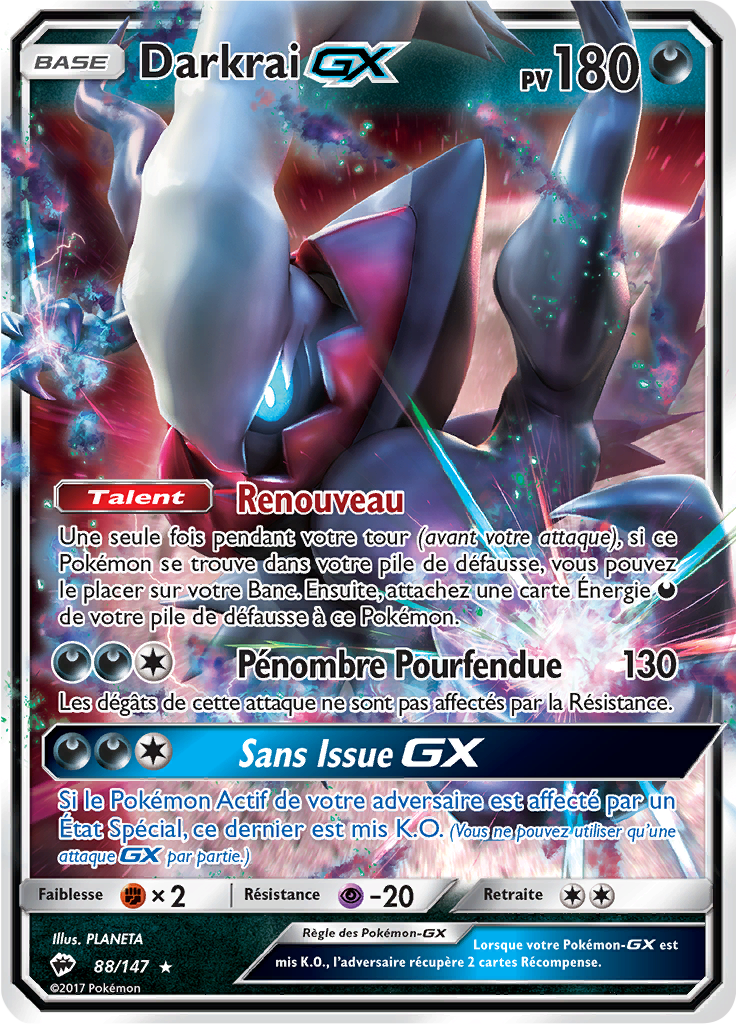 BASE Darkrai GX PV 180
Talent Renouveau
Une seule fois pendant votre tour (avant votre attaque), si ce
Pokémon se trouve dans votre pile de défausse, vous pouvez
le placer sur votre Banc. Ensuite, attachez une carte Énergie
de votre pile de défausse à ce Pokémon.
Pénombre Pourfendue 130
Les dégâts de cette attaque ne sont pas affectés par la Résistance.
Sans Issue GX
Si le Pokémon Actif de votre adversaire est affecté par un
État Spécial, ce dernier est mis K.O. (Vous ne pouvez utiliser qu'une
attaque GX par partie.)
Faiblesse × 2 Résistance -20 Retraite
Illus. PLANETA
88/147
©2017 Pokémon
Règle des Pokémon-GX
Lorsque votre Pokémon-GX est
mis K.O., l'adversaire récupère 2 cartes Récompense.